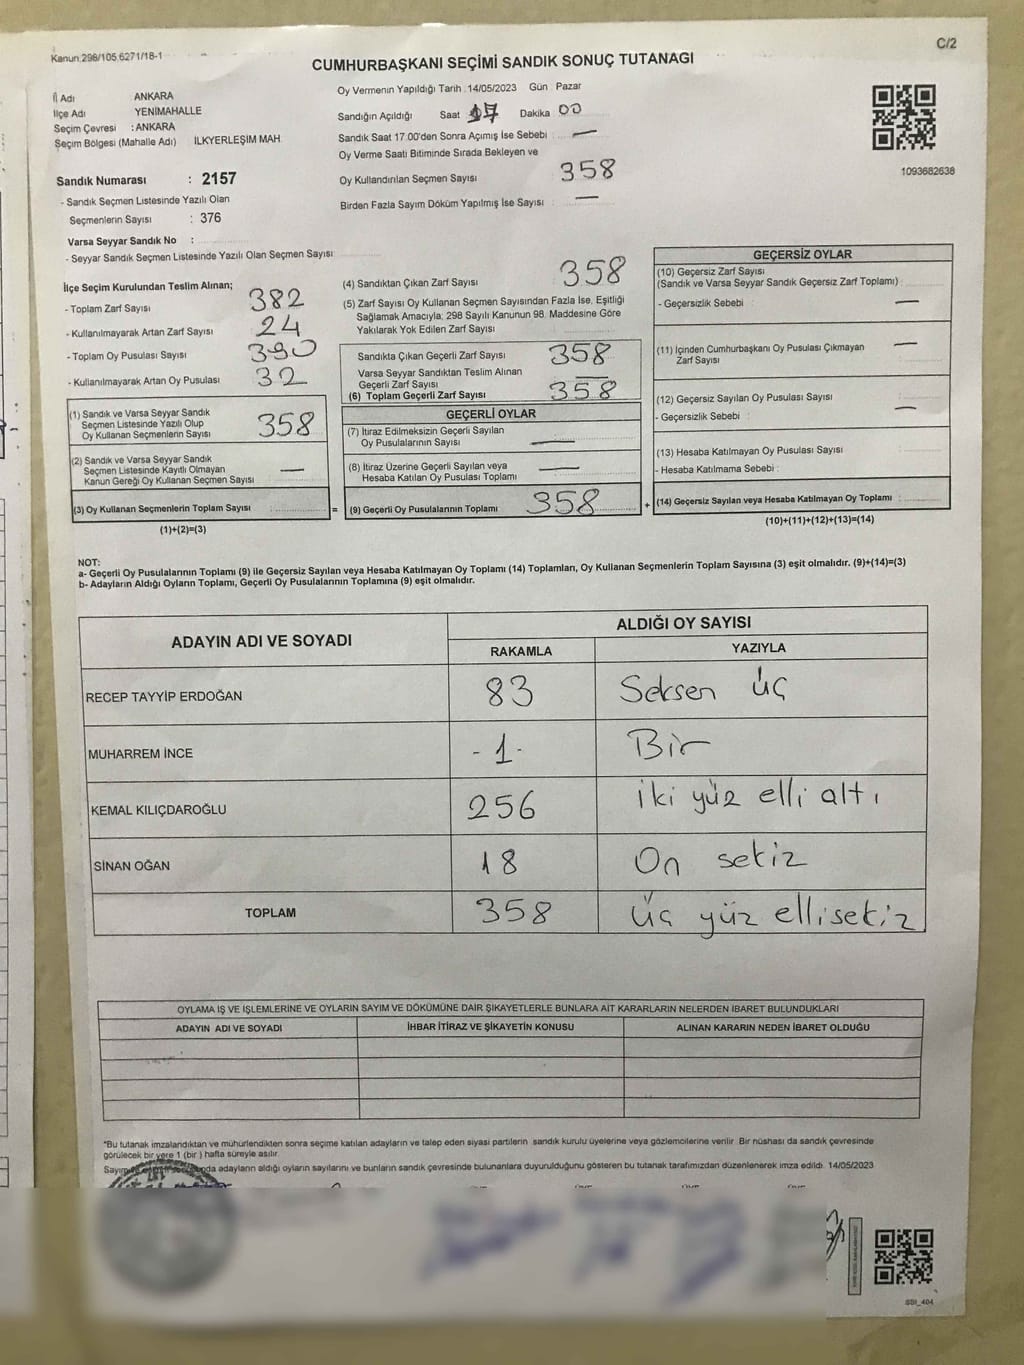 Kanun:298/105,6271/18-1
C/2
CUMHURBAŞKANI SEÇİMİ SANDIK SONUÇ TUTANAĞI
İl Adı ANKARA
İlçe Adı YENİMAHALLE
Seçim Çevresi : ANKARA
Seçim Bölgesi (Mahalle Adı) İLKYERLEŞİM MAH
Sandık Numarası : 2157
- Sandık Seçmen Listesinde Yazılı Olan
Seçmenlerin Sayısı : 376
Varsa Seyyar Sandık No :
- Seyyar Sandık Seçmen Listesinde Yazılı Olan Seçmen Sayısı:
Oy Vermenin Yapıldığı Tarih :14/05/2023 Gün : Pazar
Sandığın Açıldığı Saat 17 Dakika 00
Sandık Saat 17.00'den Sonra Açımış İse Sebebi : —
Oy Verme Saati Bitiminde Sırada Bekleyen ve
Oy Kullandırılan Seçmen Sayısı : 358
Birden Fazla Sayım Döküm Yapılmış İse Sayısı : —
1093682638
İlçe Seçim Kurulundan Teslim Alınan;
- Toplam Zarf Sayısı 382
- Kullanılmayarak Artan Zarf Sayısı 24
- Toplam Oy Pusulası Sayısı 390
- Kullanılmayarak Artan Oy Pusulası 32
(1) Sandık ve Varsa Seyyar Sandık
Seçmen Listesinde Yazılı Olup
Oy Kullanan Seçmenlerin Sayısı 358
(2) Sandık ve Varsa Seyyar Sandık
Seçmen Listesinde Kayıtlı Olmayan
Kanun Gereği Oy Kullanan Seçmen Sayısı —
(3) Oy Kullanan Seçmenlerin Toplam Sayısı =
(1)+(2)=(3)
(4) Sandıktan Çıkan Zarf Sayısı 358
(5) Zarf Sayısı Oy Kullanan Seçmen Sayısından Fazla İse, Eşitliği
Sağlamak Amacıyla; 298 Sayılı Kanunun 98. Maddesine Göre
Yakılarak Yok Edilen Zarf Sayısı
Sandıkta Çıkan Geçerli Zarf Sayısı 358
Varsa Seyyar Sandıktan Teslim Alınan
Geçerli Zarf Sayısı —
(6) Toplam Geçerli Zarf Sayısı 358
GEÇERLİ OYLAR
(7) İtiraz Edilmeksizin Geçerli Sayılan
Oy Pusulalarının Sayısı —
(8) İtiraz Üzerine Geçerli Sayılan veya
Hesaba Katılan Oy Pusulası Toplamı —
(9) Geçerli Oy Pusulalarının Toplamı 358 +
GEÇERSİZ OYLAR
(10) Geçersiz Zarf Sayısı
(Sandık ve Varsa Seyyar Sandık Geçersiz Zarf Toplamı) :
- Geçersizlik Sebebi : —
(11) İçinden Cumhurbaşkanı Oy Pusulası Çıkmayan
Zarf Sayısı —
(12) Geçersiz Sayılan Oy Pusulası Sayısı
- Geçersizlik Sebebi : —
(13) Hesaba Katılmayan Oy Pusulası Sayısı
- Hesaba Katılmama Sebebi :
(14) Geçersiz Sayılan veya Hesaba Katılmayan Oy Toplamı :
(10)+(11)+(12)+(13)=(14)
NOT:
a- Geçerli Oy Pusulalarının Toplamı (9) ile Geçersiz Sayılan veya Hesaba Katılmayan Oy Toplamı (14) Toplamları, Oy Kullanan Seçmenlerin Toplam Sayısına (3) eşit olmalıdır. (9)+(14)=(3)
b- Adayların Aldığı Oyların Toplamı, Geçerli Oy Pusulalarının Toplamına (9) eşit olmalıdır.
ADAYIN ADI VE SOYADI ALDIĞI OY SAYISI
RAKAMLA YAZIYLA
RECEP TAYYİP ERDOĞAN 83 Seksen üç
MUHARREM İNCE -1- Bir
KEMAL KILIÇDAROĞLU 256 iki yüz elli altı
SİNAN OĞAN 18 On sekiz
TOPLAM 358 üç yüz elli sekiz
OYLAMA İŞ VE İŞLEMLERİNE VE OYLARIN SAYIM VE DÖKÜMÜNE DAİR ŞİKAYETLERLE BUNLARA AİT KARARLARIN NELERDEN İBARET BULUNDUKLARI
ADAYIN ADI VE SOYADI İHBAR İTİRAZ VE ŞİKAYETİN KONUSU ALINAN KARARIN NEDEN İBARET OLDUĞU
*Bu tutanak imzalandıktan ve mühürlendikten sonra seçime katılan adayların ve talep eden siyasi partilerin sandık kurulu üyelerine veya gözlemcilerine verilir. Bir nüshası da sandık çevresinde
görülecek bir yere 1 (bir ) hafta süreyle asılır.
adayların aldığı oyların sayılarını ve bunların sandık çevresinde bulunanlara duyurulduğunu gösteren bu tutanak tarafımızdan düzenlenerek imza edildi. 14/05/2023
SSI_404